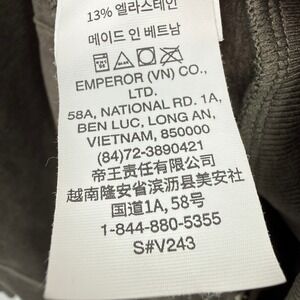 13% 엘라스테인
메이드 인 베트남
EMPEROR (VN) CO.,
LTD.
58A, NATIONAL RD. 1A,
BEN LUC, LONG AN,
VIETNAM, 850000
(84)72-3890421
帝王责任有限公司
越南隆安省滨沥县美安社
国道1A, 58号
1-844-880-5355
S#V243